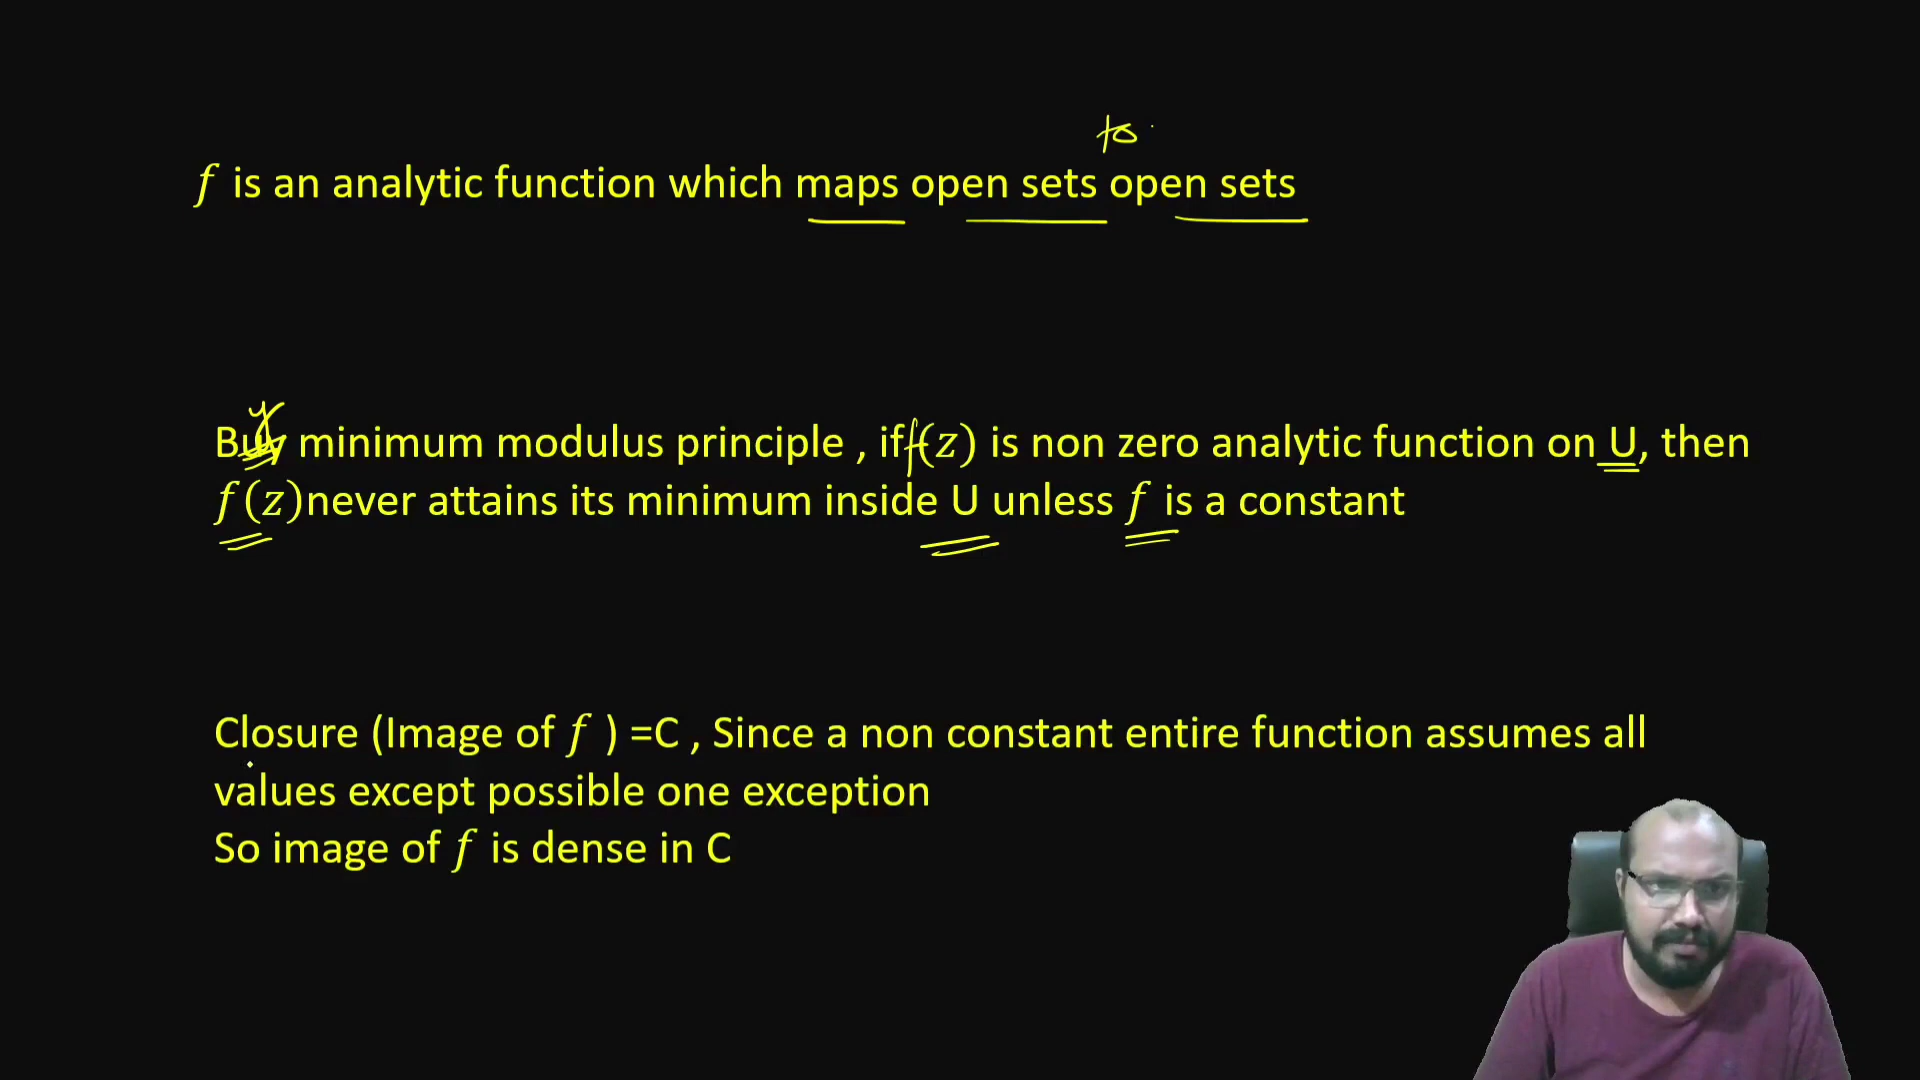 to
f is an analytic function which maps open sets open sets
y
But, minimum modulus principle , if f(z) is non zero analytic function on U, then
f(z)never attains its minimum inside U unless f is a constant
Closure (Image of f ) =C , Since a non constant entire function assumes all
values except possible one exception
So image of f is dense in C